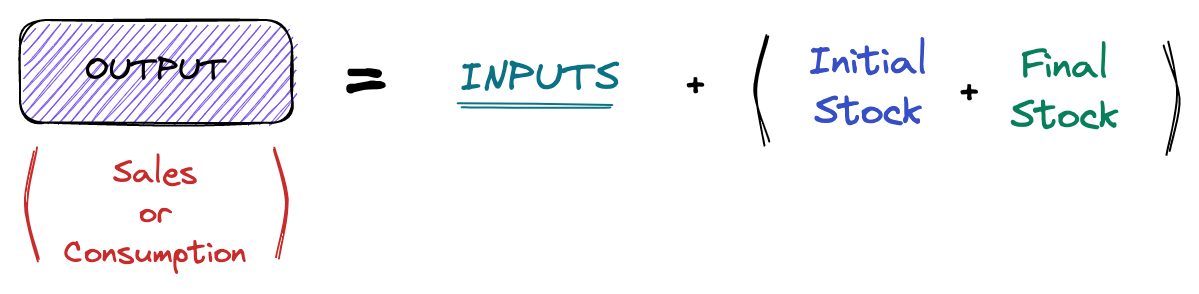 OUTPUT = INPUTS + ( Initial Stock + Final Stock )
( Sales
or
Consumption )